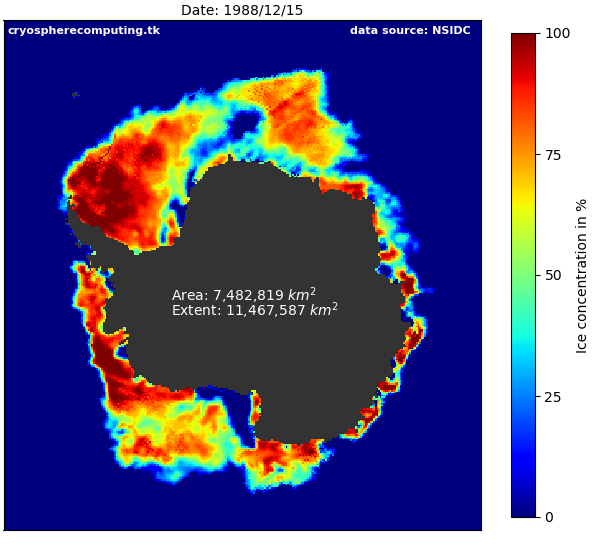 Date: 1988/12/15
cryospherecomputing.tk
data source: NSIDC
Area: 7,482,819 km²
Extent: 11,467,587 km²
100
75
50
25
0
Ice concentration in %